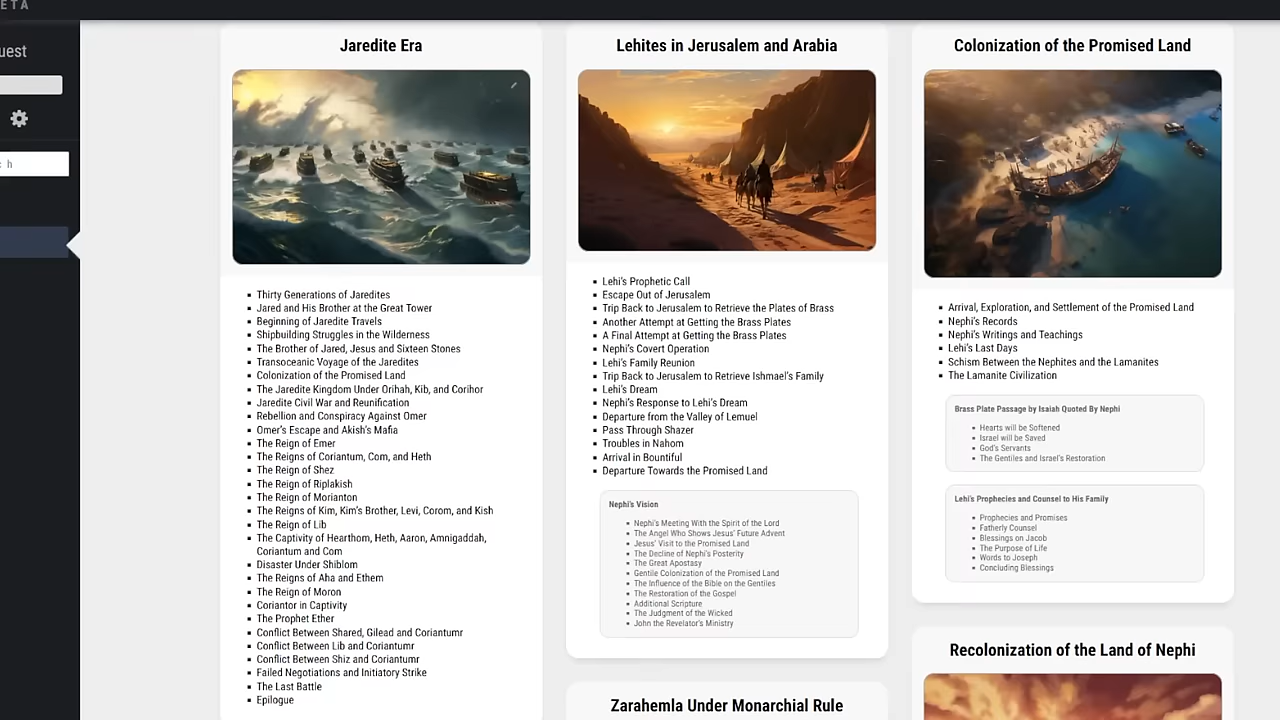 ETA
uest
ch
Jaredite Era
Thirty Generations of Jaredites
Jared and His Brother at the Great Tower
Beginning of Jaredite Travels
Shipbuilding Struggles in the Wilderness
The Brother of Jared, Jesus and Sixteen Stones
Transoceanic Voyage of the Jaredites
Colonization of the Promised Land
The Jaredite Kingdom Under Orihah, Kib, and Corihor
Jaredite Civil War and Reunification
Rebellion and Conspiracy Against Omer
Omer's Escape and Akish's Mafia
The Reign of Emer
The Reigns of Coriantum, Com, and Heth
The Reign of Shez
The Reign of Riplakish
The Reign of Morianton
The Reigns of Kim, Kim's Brother, Levi, Corom, and Kish
The Reign of Lib
The Captivity of Hearthom, Heth, Aaron, Amnigaddah,
Coriantum and Com
Disaster Under Shiblom
The Reigns of Aha and Ethem
The Reign of Moron
Coriantor in Captivity
The Prophet Ether
Conflict Between Shared, Gilead and Coriantumr
Conflict Between Lib and Coriantumr
Conflict Between Shiz and Coriantumr
Failed Negotiations and Initiatory Strike
The Last Battle
Epilogue
Lehites in Jerusalem and Arabia
Lehi's Prophetic Call
Escape Out of Jerusalem
Trip Back to Jerusalem to Retrieve the Plates of Brass
Another Attempt at Getting the Brass Plates
A Final Attempt at Getting the Brass Plates
Nephi's Covert Operation
Lehi's Family Reunion
Trip Back to Jerusalem to Retrieve Ishmael's Family
Lehi's Dream
Nephi's Response to Lehi's Dream
Departure from the Valley of Lemuel
Pass Through Shazer
Troubles in Nahom
Arrival in Bountiful
Departure Towards the Promised Land
Nephi's Vision
Nephi's Meeting With the Spirit of the Lord
The Angel Who Shows Jesus' Future Advent
Jesus' Visit to the Promised Land
The Decline of Nephi's Posterity
The Great Apostasy
Gentile Colonization of the Promised Land
The Influence of the Bible on the Gentiles
The Restoration of the Gospel
Additional Scripture
The Judgment of the Wicked
John the Revelator's Ministry
Zarahemla Under Monarchial Rule
Colonization of the Promised Land
Arrival, Exploration, and Settlement of the Promised Land
Nephi's Records
Nephi's Writings and Teachings
Lehi's Last Days
Schism Between the Nephites and the Lamanites
The Lamanite Civilization
Brass Plate Passage by Isaiah Quoted By Nephi
Hearts will be Softened
Israel will be Saved
God's Servants
The Gentiles and Israel's Restoration
Lehi's Prophecies and Counsel to His Family
Prophecies and Promises
Fatherly Counsel
Blessings on Jacob
The Purpose of Life
Words to Joseph
Concluding Blessings
Recolonization of the Land of Nephi